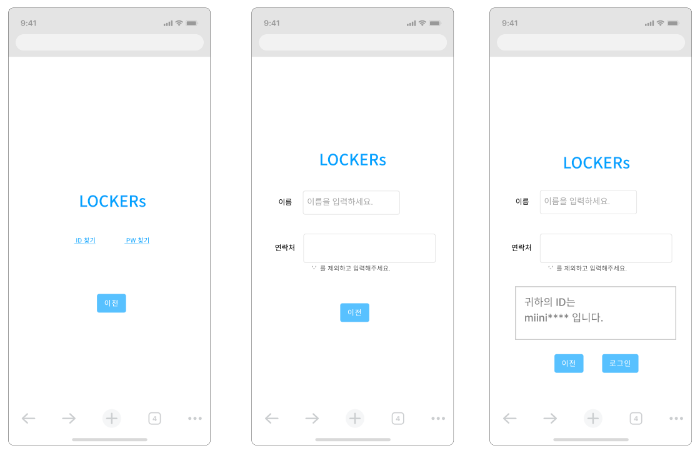 9:41
LOCKERs
ID 찾기
PW 찾기
이전
4
9:41
LOCKERs
이름
이름을 입력하세요.
연락처
'-' 를 제외하고 입력해주세요.
이전
4
9:41
LOCKERs
이름
이름을 입력하세요.
연락처
'-' 를 제외하고 입력해주세요.
귀하의 ID는
miini**** 입니다.
이전
로그인
4